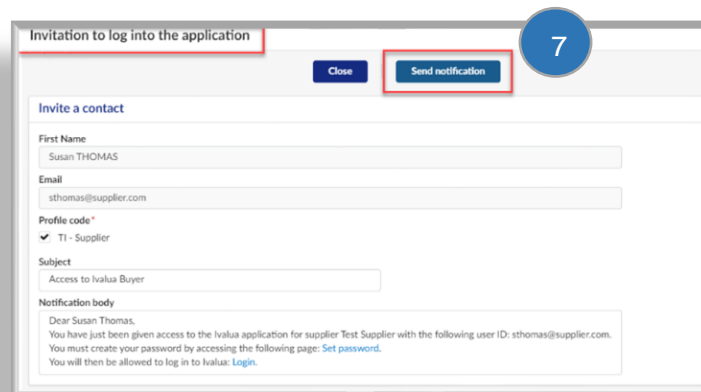 Invitation to log into the application
7
Close Send notification
Invite a contact
First Name
Susan THOMAS
Email
sthomas@supplier.com
Profile code*
TI - Supplier
Subject
Access to Ivalua Buyer
Notification body
Dear Susan Thomas,
You have just been given access to the Ivalua application for supplier Test Supplier with the following user ID: sthomas@supplier.com.
You must create your password by accessing the following page: Set password.
You will then be allowed to log in to Ivalua: Login.